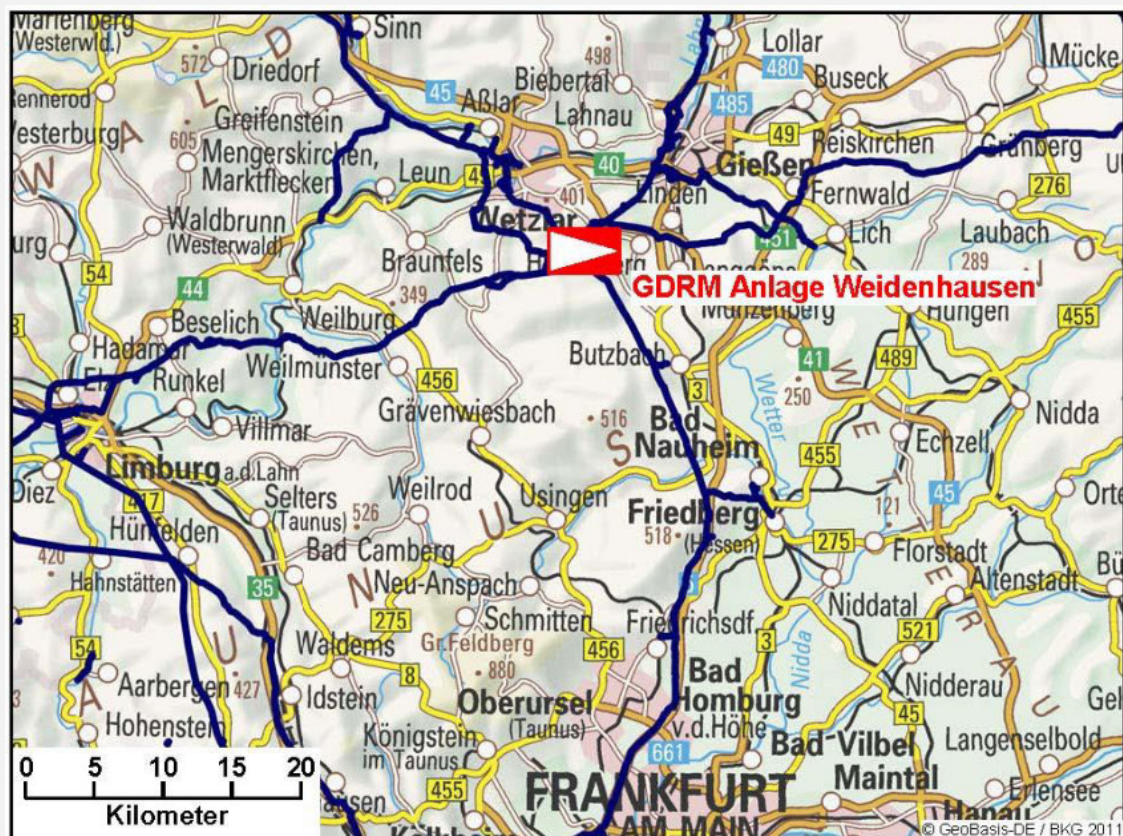 Marienberg
(Westerwld.)
Sinn
Lahn
Lollar
Mücke
572
Driedorf
498
Biebertal
480
Buseck
Rennerod
45
Aßlar
485
Westerburg
Greifenstein
Lahnau
49
Reiskirchen
Grünberg
605
Mengerskirchen,
Marktflecken
Leun
40
Gießen
401
Linden
Fernwald
276
Waldbrunn
(Westerwald)
Wetzlar
451
Lich
Laubach
54
Braunfels
289
GDRM Anlage Weidenhausen
44
349
Münzenberg
Hungen
455
Beselich
Weilburg
Hadamar
Butzbach
41
489
Elz
Runkel
Weilmünster
456
3
Wetter
250
Nidda
Grävenwiesbach
516
Bad
Nauheim
Echzell
Villmar
455
Limburg a.d.Lahn
Diez
Selters
(Taunus)
Weilrod
Usingen
45
417
526
Friedberg
(Hessen)
121
Hünfelden
518
275
Florstadt
420
Bad Camberg
Hahnstätten
Neu-Anspach
Altenstadt
35
Niddatal
Schmitten
Friedrichsdf.
275
Gr.Feldberg
521
Waldems
456
3
Nidda
54
880
8
Bad
Homburg
v.d.Höhe
Nidderau
Aarbergen
427
Idstein
Oberursel
(Taunus)
45
Hohenstein
Königstein
im Taunus
661
Bad Vilbel
Langenselbold
Maintal
0 5 10 15 20
Kilometer
455
FRANKFURT
AM MAIN
Erlensee
Hanau
© GeoBasis-DE / BKG 2011
WESTERWALD
TAUNUS
WETTERAU